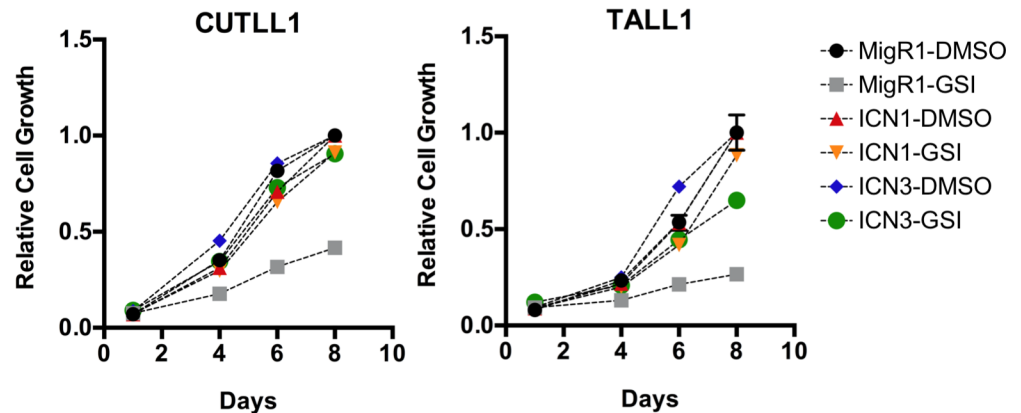 CUTLL1
Relative Cell Growth
1.5
1.0
0.5
0.0
0 2 4 6 8 10
Days
TALL1
Relative Cell Growth
1.5
1.0
0.5
0.0
0 2 4 6 8 10
Days
MigR1-DMSO
MigR1-GSI
ICN1-DMSO
ICN1-GSI
ICN3-DMSO
ICN3-GSI